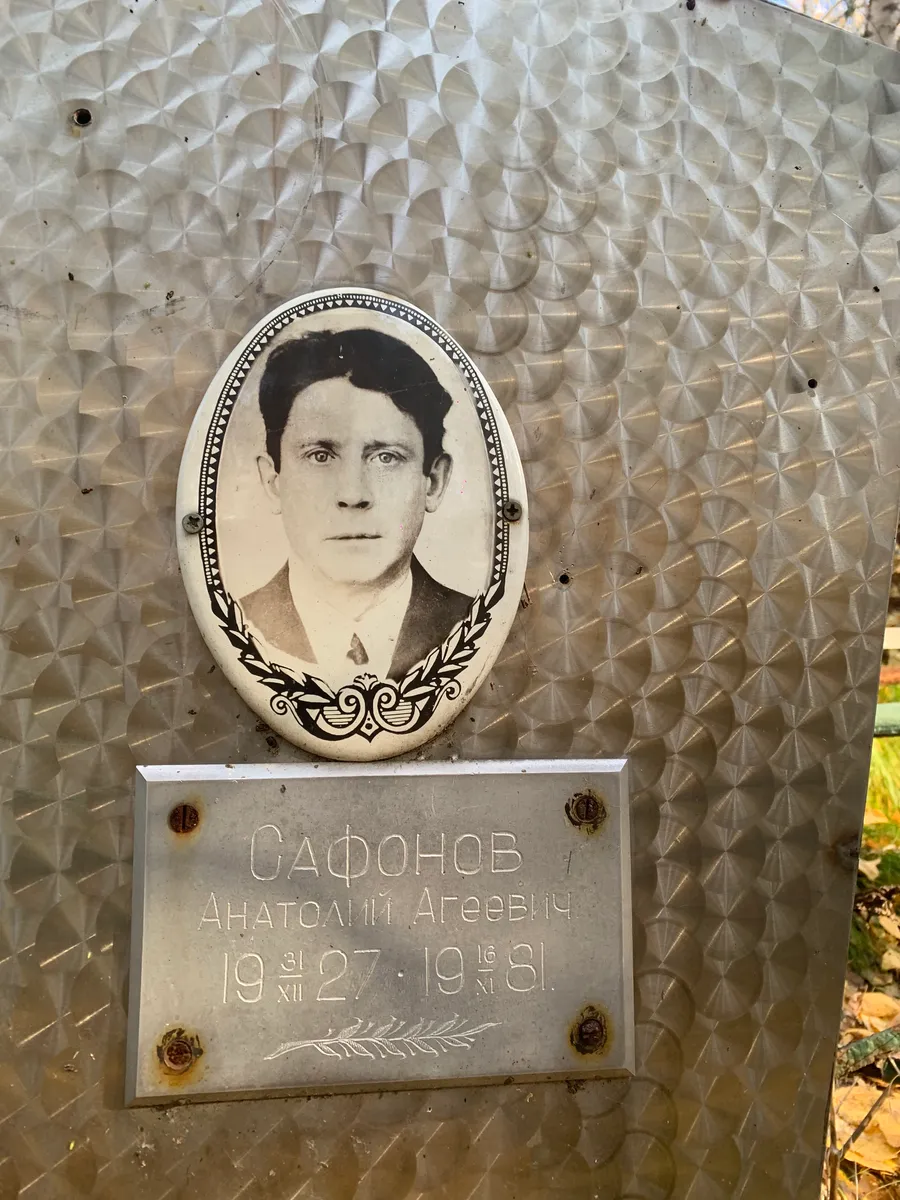 Сафонов
Анатолий Агеевич
19 31/XII 27 · 19 16/XI 81.